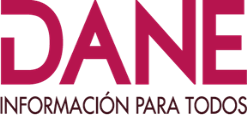 DANE
INFORMACIÓN PARA TODOS